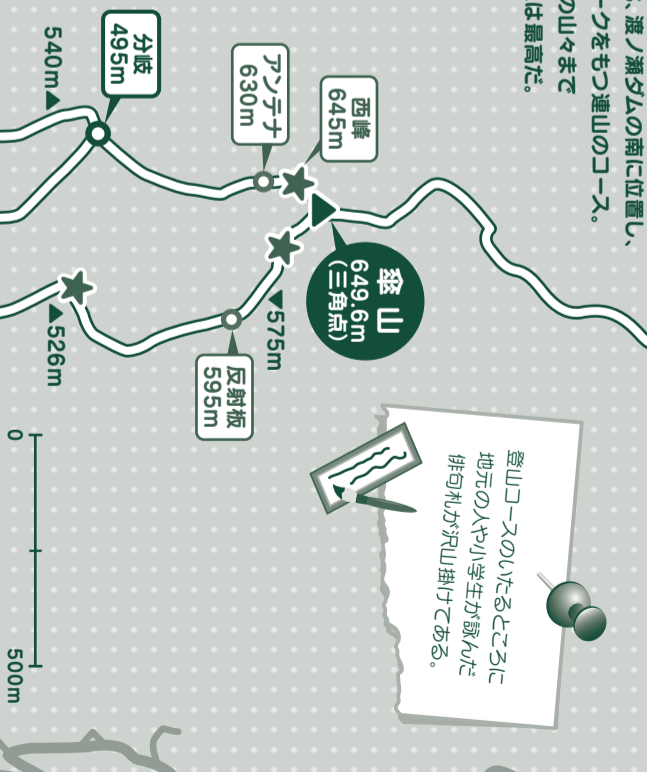 、渡ノ瀬ダムの南に位置し、
ークをもつ連山のコース。
の山々まで
は最高だ。
分岐
495m
540m
アンテナ
630m
西峰
645m
傘山
649.6m
(三角点)
575m
反射板
595m
526m
登山コースのいたるところに
地元の人や小学生が詠んだ
俳句札が沢山掛けてある。
0
500m